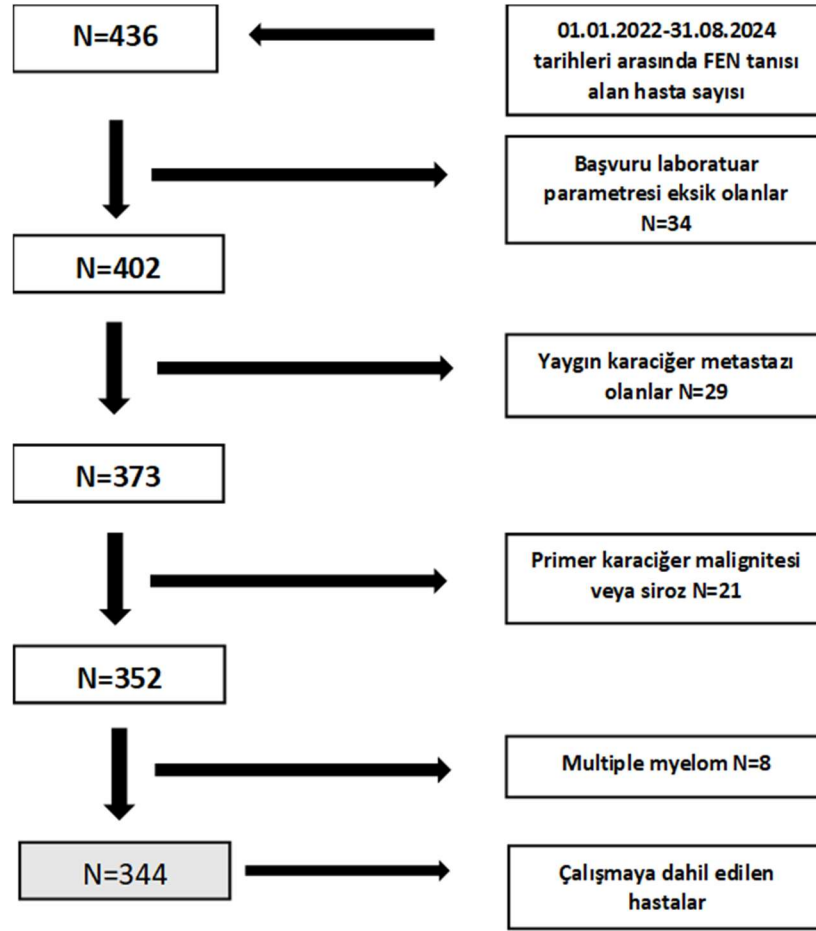 N=436
01.01.2022-31.08.2024
tarihleri arasında FEN tanısı
alan hasta sayısı
Başvuru laboratuar
parametresi eksik olanlar
N=34
N=402
Yaygın karaciğer metastazı
olanlar N=29
N=373
Primer karaciğer malignitesi
veya siroz N=21
N=352
Multiple myelom N=8
N=344
Çalışmaya dahil edilen
hastalar